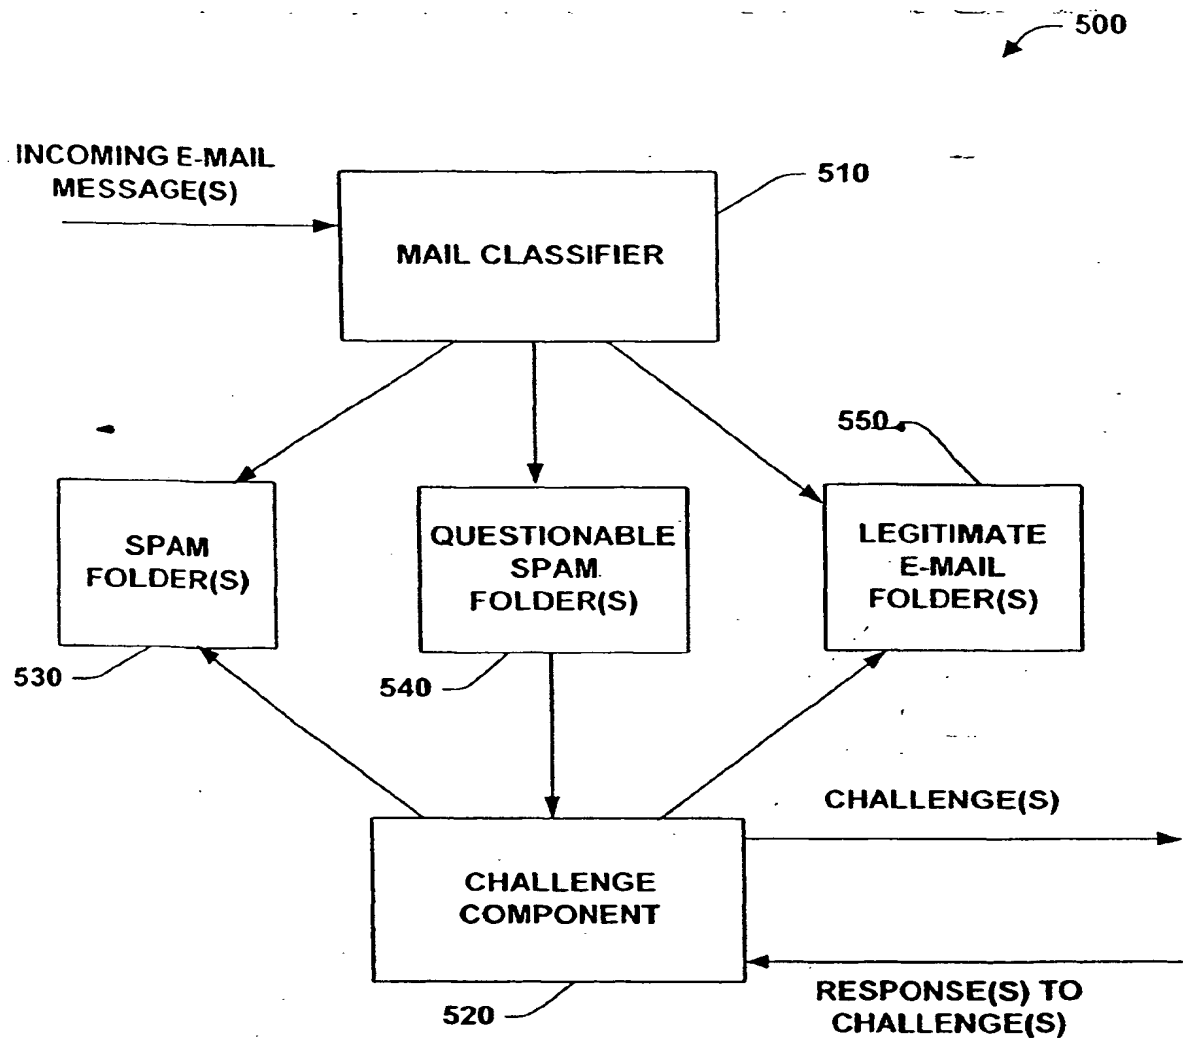 500
INCOMING E-MAIL
MESSAGE(S)
510
MAIL CLASSIFIER
550
SPAM
FOLDER(S)
QUESTIONABLE
SPAM
FOLDER(S)
LEGITIMATE
E-MAIL
FOLDER(S)
530
540
CHALLENGE(S)
CHALLENGE
COMPONENT
520
RESPONSE(S) TO
CHALLENGE(S)